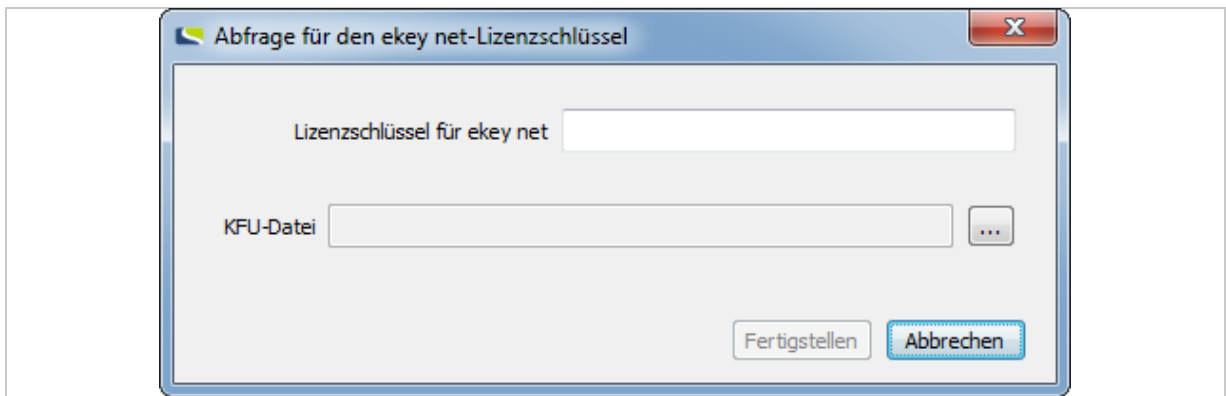 Abfrage für den ekey net-Lizenzschlüssel
Lizenzschlüssel für ekey net
KFU-Datei
...
Fertigstellen Abbrechen